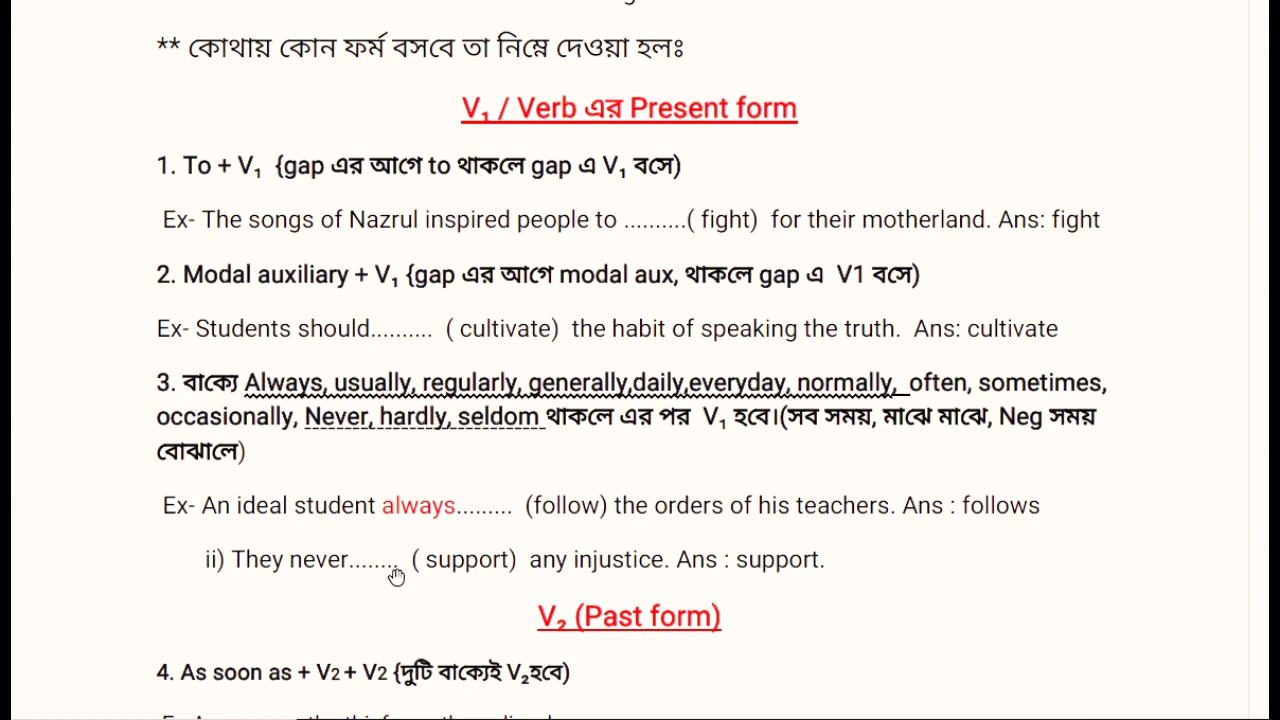 ** কোথায় কোন ফর্ম বসবে তা নিম্নে দেওয়া হলঃ
V₁ / Verb এর Present form
1. To + V₁ {gap এর আগে to থাকলে gap এ V₁ বসে)
Ex- The songs of Nazrul inspired people to ..........( fight) for their motherland. Ans: fight
2. Modal auxiliary + V₁ {gap এর আগে modal aux, থাকলে gap এ V1 বসে)
Ex- Students should.......... ( cultivate) the habit of speaking the truth. Ans: cultivate
3. বাক্যে Always, usually, regularly, generally,daily,everyday, normally, often, sometimes,
occasionally, Never, hardly, seldom থাকলে এর পর V₁ হবে।(সব সময়, মাঝে মাঝে, Neg সময়
বোঝালে)
Ex- An ideal student always......... (follow) the orders of his teachers. Ans : follows
ii) They never........ ( support) any injustice. Ans : support.
V₂ (Past form)
4. As soon as + V2 + V2 {দুটি বাক্যেই V₂হবে)